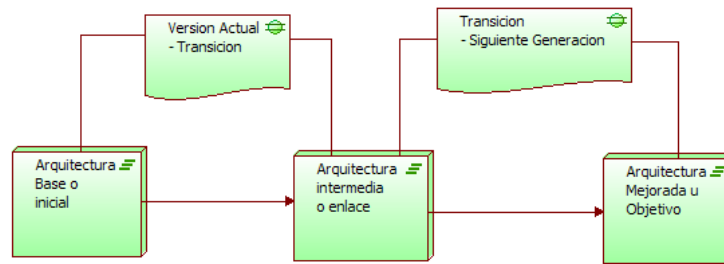 Version Actual
- Transicion
Transicion
- Siguiente Generacion
Arquitectura
Base o
inicial
Arquitectura
intermedia
o enlace
Arquitectura
Mejorada u
Objetivo